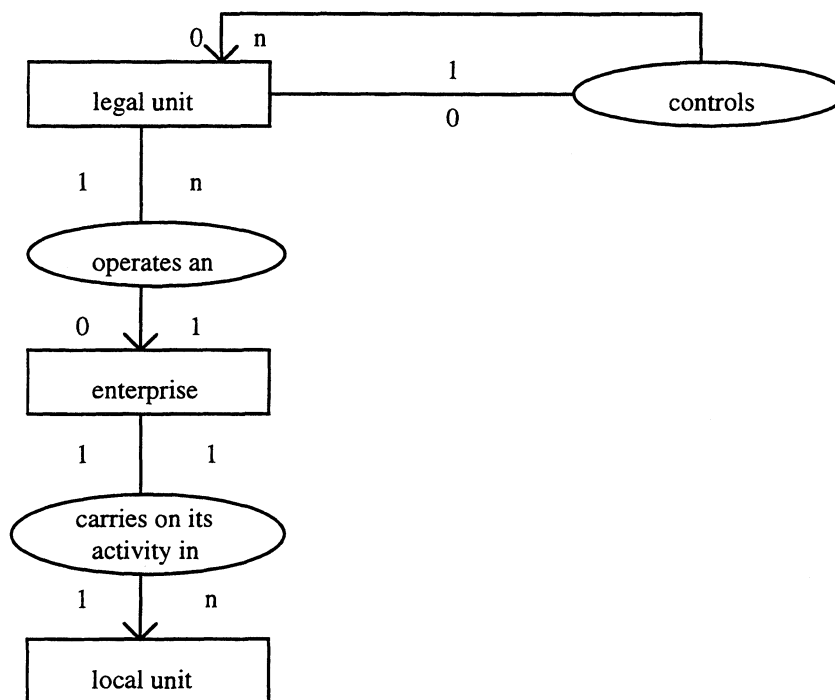 0 n
1
legal unit
controls
0
1 n
operates an
0 1
enterprise
1 1
carries on its
activity in
1 n
local unit